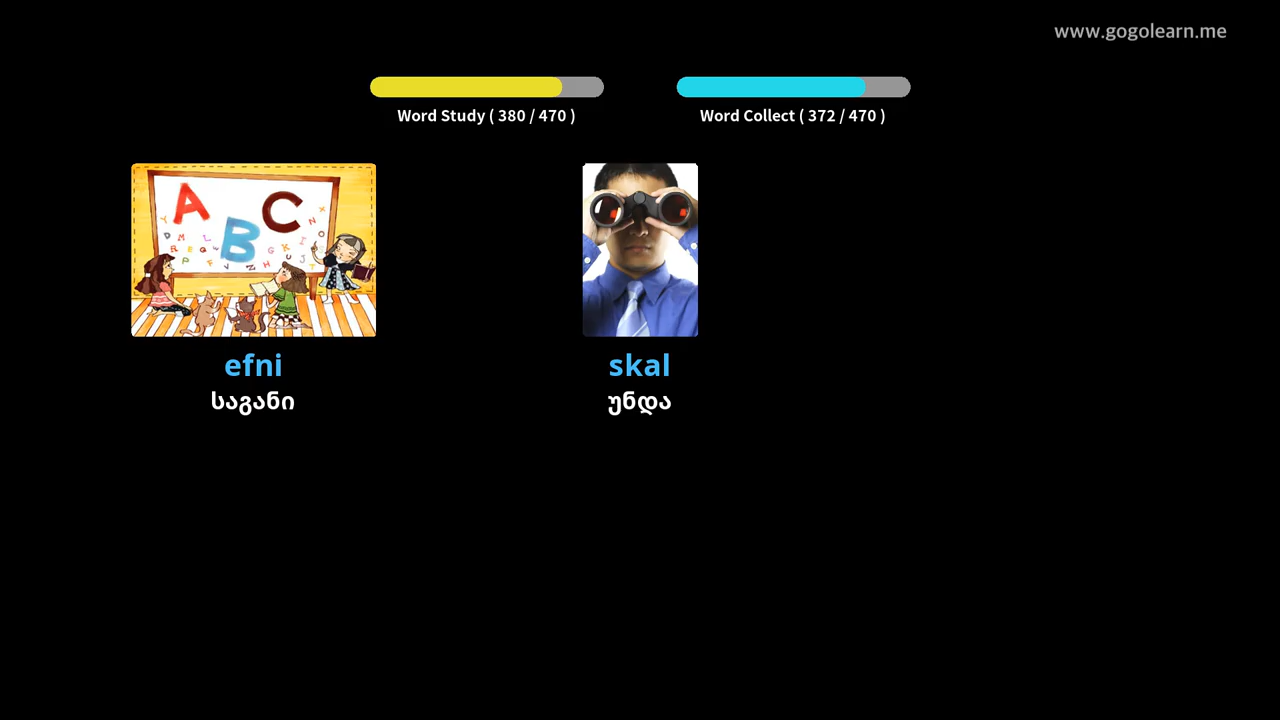 www.gogolearn.me
Word Study ( 380 / 470 )
Word Collect ( 372 / 470 )
A B C
efni
საგანი
skal
უნდა